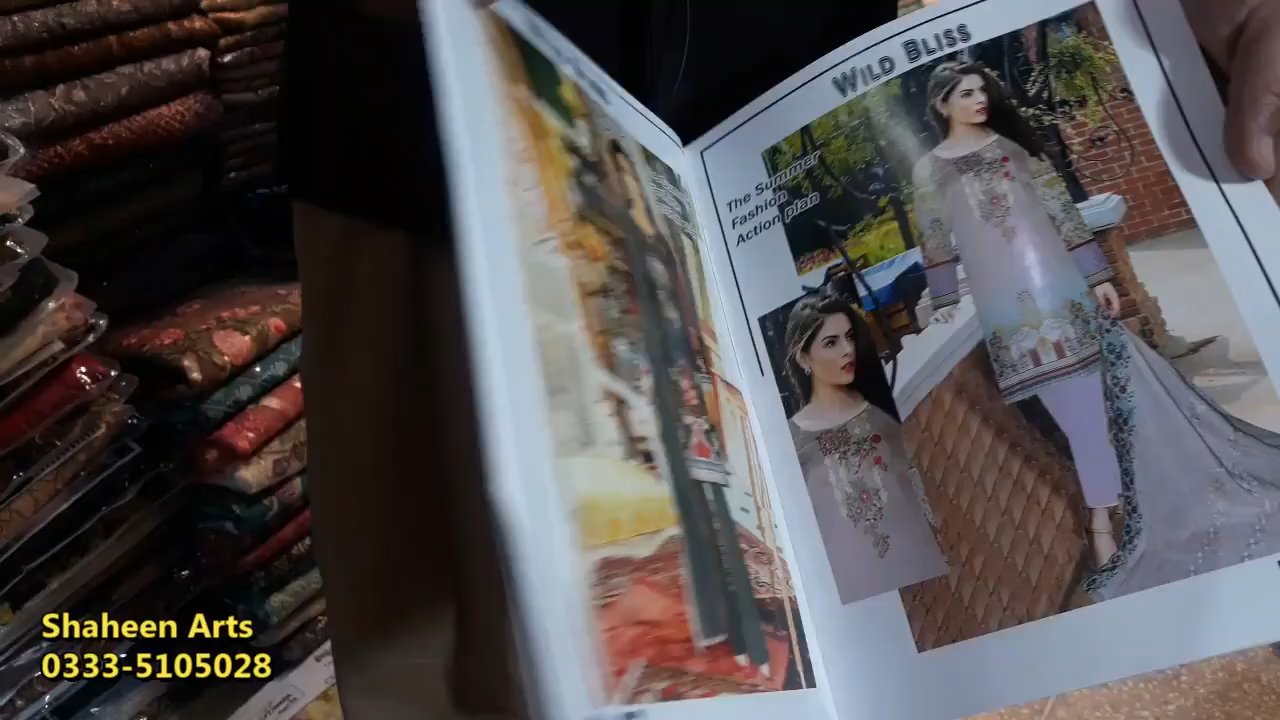 WILD BLISS
The Summer
Fashion
Action plan
Shaheen Arts
0333-5105028